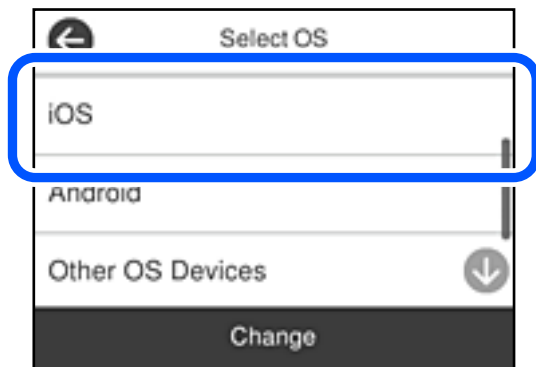 Select OS
iOS
Android
Other OS Devices
Change